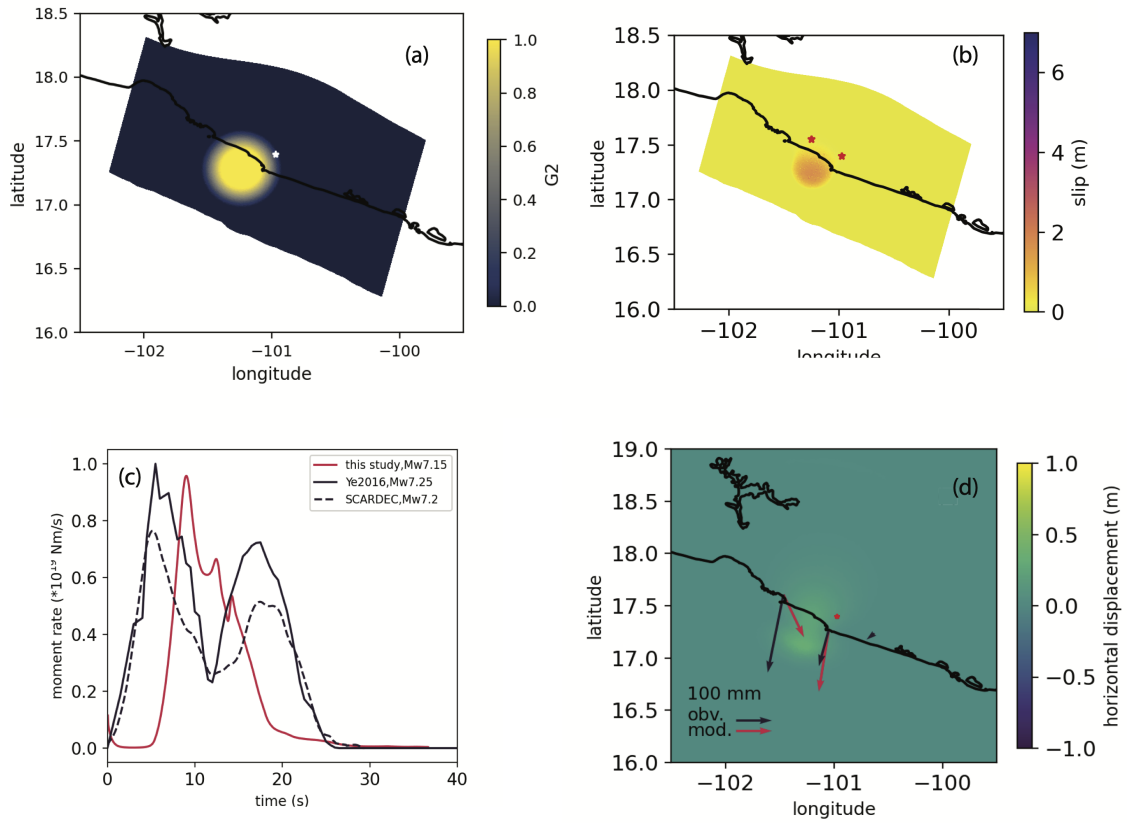 (a)
18.5
18.0
17.5
17.0
16.5
16.0
−102
−101
−100
longitude
latitude
1.0
0.8
0.6
0.4
0.2
0.0
G2
(b)
18.5
18.0
17.5
17.0
16.5
16.0
−102
−101
−100
longitude
latitude
6
4
2
0
slip (m)
(c)
this study,Mw7.15
Ye2016,Mw7.25
SCARDEC,Mw7.2
1.0
0.8
0.6
0.4
0.2
0.0
0
10
20
30
40
time (s)
moment rate (*10¹⁹ Nm/s)
(d)
19.0
18.5
18.0
17.5
17.0
16.5
16.0
100 mm
obv.
mod.
−102
−101
−100
longitude
latitude
1.0
0.5
0.0
−0.5
−1.0
horizontal displacement (m)